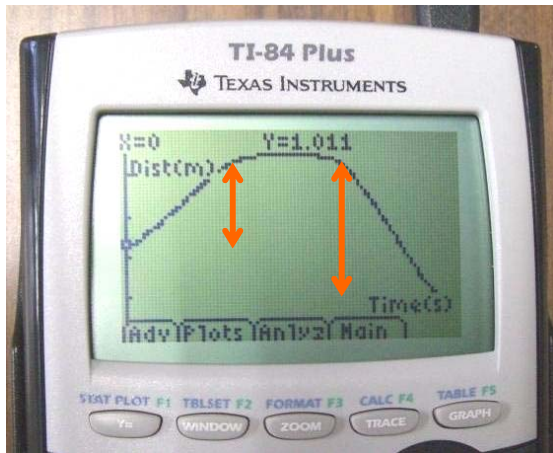 TI-84 Plus
TEXAS INSTRUMENTS
X=0 Y=1.011
Dist(m)
Time(s)
Adv Plots Anlyz Main
STAT PLOT F1 TBLSET F2 FORMAT F3 CALC F4 TABLE F5
Y= WINDOW ZOOM TRACE GRAPH